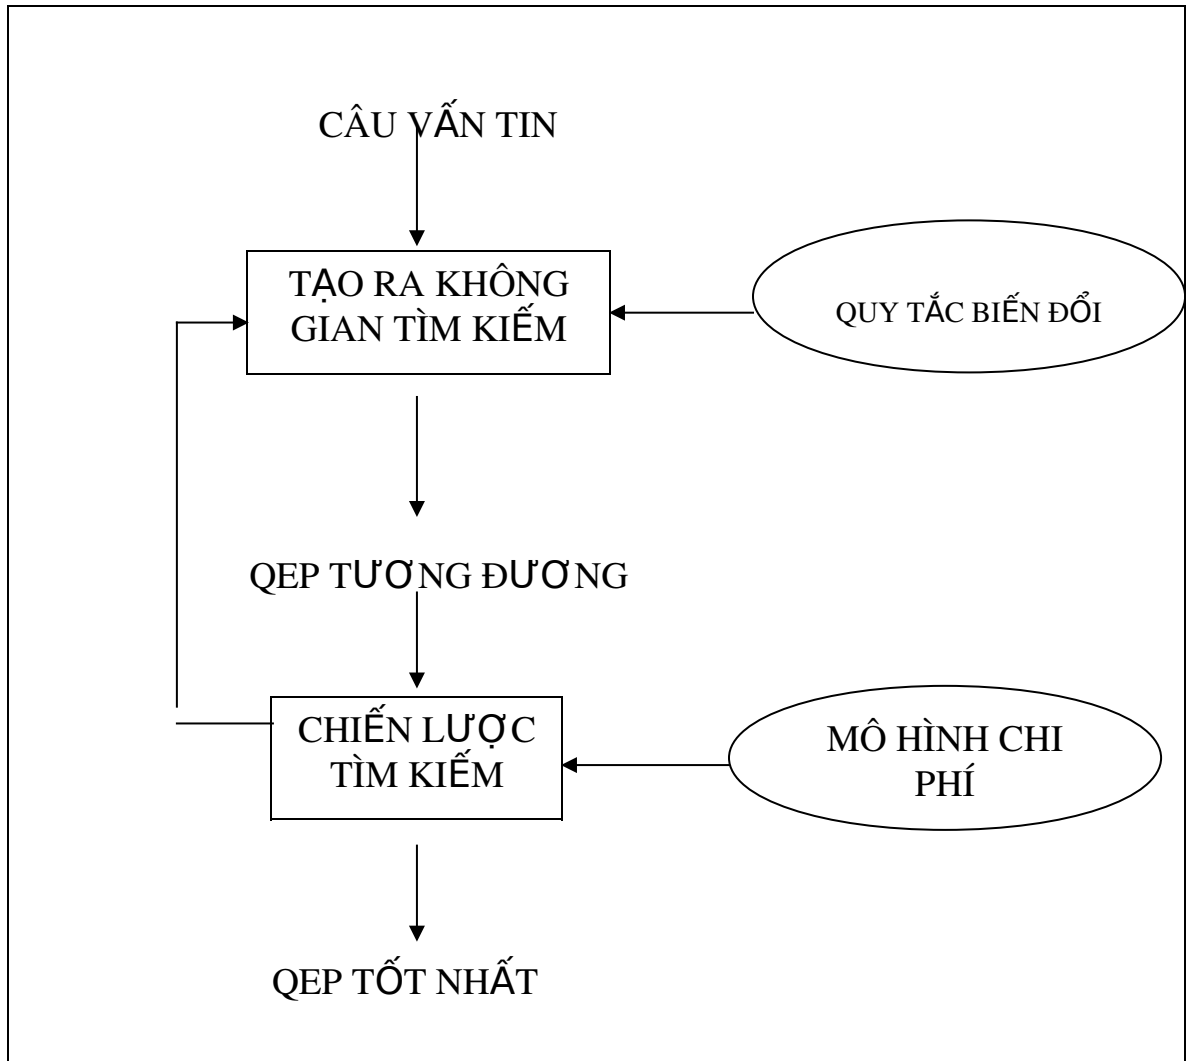 CÂU VẤN TIN
TẠO RA KHÔNG
GIAN TÌM KIẾM
QUY TẮC BIẾN ĐỔI
QEP TƯƠNG ĐƯƠNG
CHIẾN LƯỢC
TÌM KIẾM
MÔ HÌNH CHI
PHÍ
QEP TỐT NHẤT